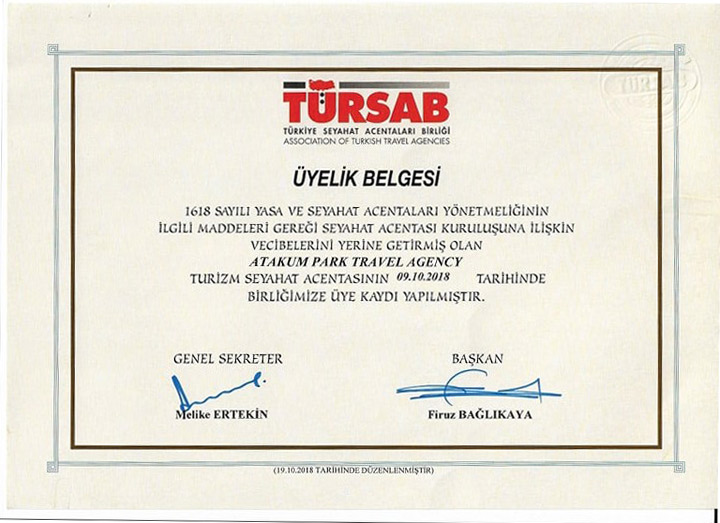 TÜRSAB
TÜRSAB
TÜRKİYE SEYAHAT ACENTALARI BİRLİĞİ
ASSOCIATION OF TURKISH TRAVEL AGENCIES
ÜYELİK BELGESİ
1618 SAYILI YASA VE SEYAHAT ACENTALARI YÖNETMELİĞİNİN
İLGİLİ MADDELERİ GEREĞİ SEYAHAT ACENTASI KURULUŞUNA İLİŞKİN
VECİBELERİNİ YERİNE GETİRMİŞ OLAN
ATAKUM PARK TRAVEL AGENCY
TURİZM SEYAHAT ACENTASININ 09.10.2018 TARİHİNDE
BİRLİĞİMİZE ÜYE KAYDI YAPILMIŞTIR.
GENEL SEKRETER BAŞKAN
Melike ERTEKİN Firuz BAĞLIKAYA
(19.10.2018 TARİHİNDE DÜZENLENMİŞTİR)